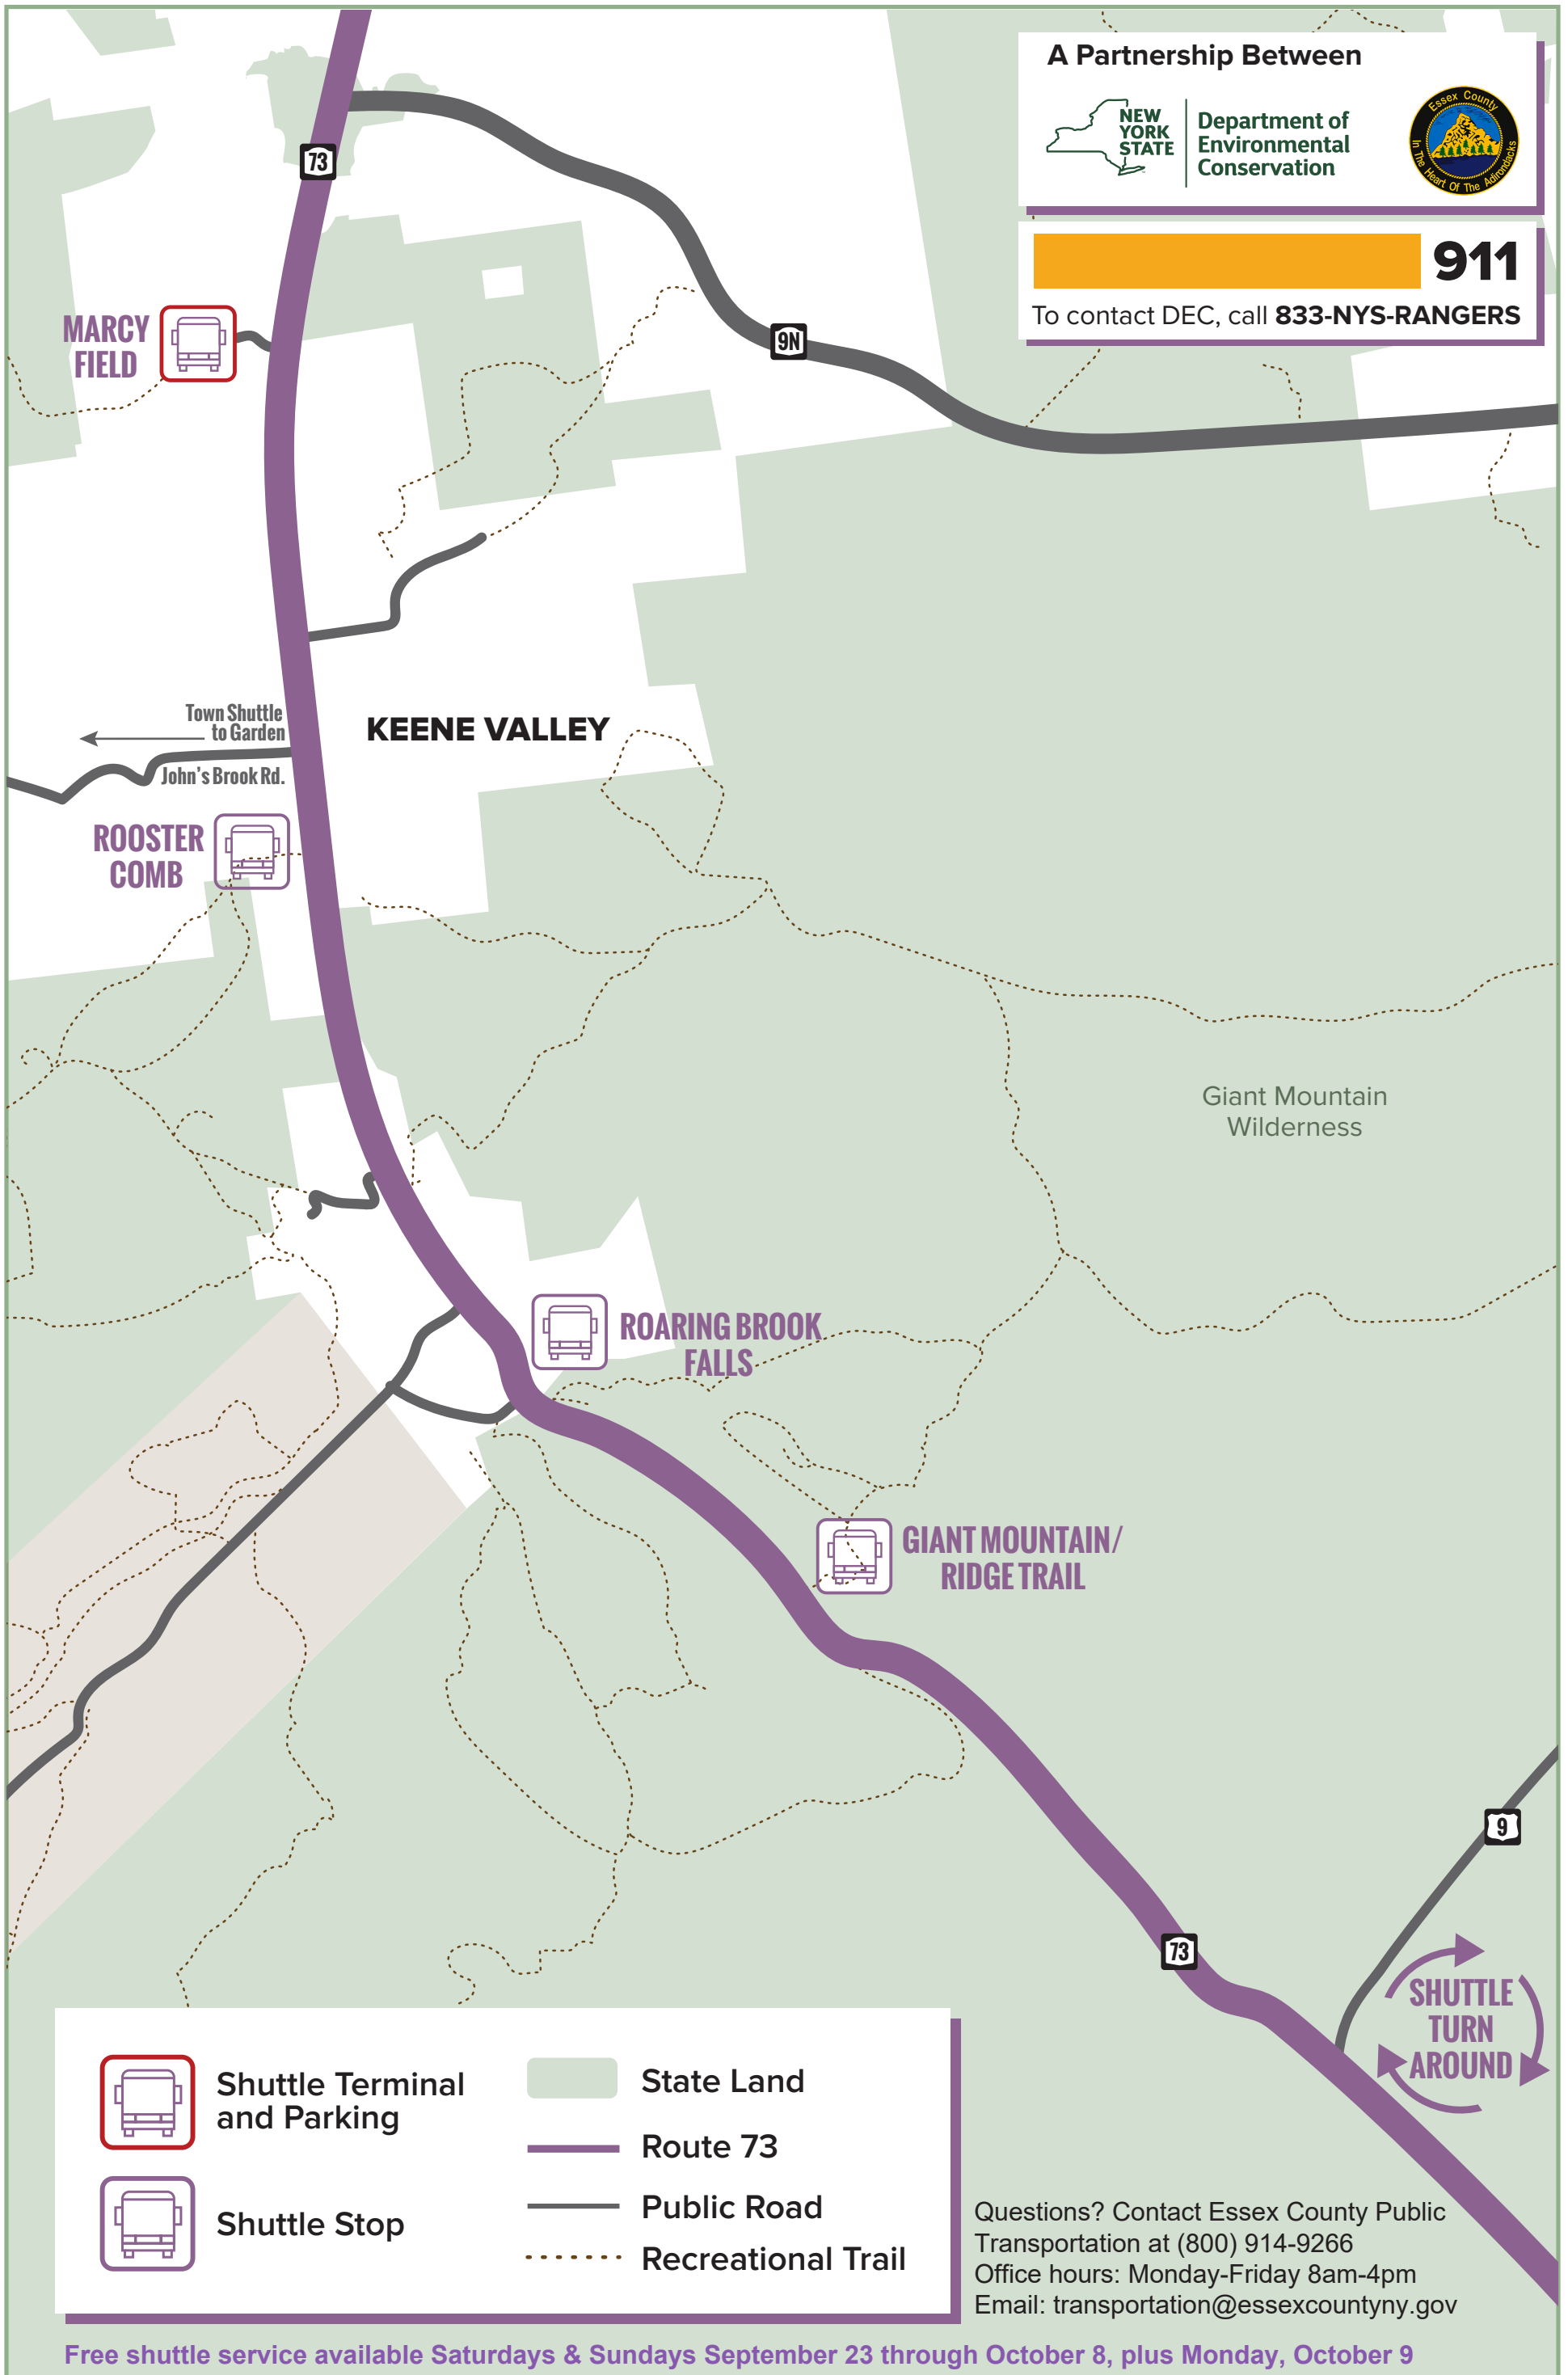 A Partnership Between
NEW
YORK
STATE
Department of
Environmental
Conservation
Essex County
In The Heart Of The Adirondacks
911
To contact DEC, call 833-NYS-RANGERS
73
MARCY
FIELD
9N
Town Shuttle
to Garden
John's Brook Rd.
KEENE VALLEY
ROOSTER
COMB
Giant Mountain
Wilderness
ROARING BROOK
FALLS
GIANT MOUNTAIN/
RIDGE TRAIL
9
73
SHUTTLE
TURN
AROUND
Shuttle Terminal
and Parking
Shuttle Stop
State Land
Route 73
Public Road
Recreational Trail
Questions? Contact Essex County Public
Transportation at (800) 914-9266
Office hours: Monday-Friday 8am-4pm
Email: transportation@essexcountyny.gov
Free shuttle service available Saturdays & Sundays September 23 through October 8, plus Monday, October 9